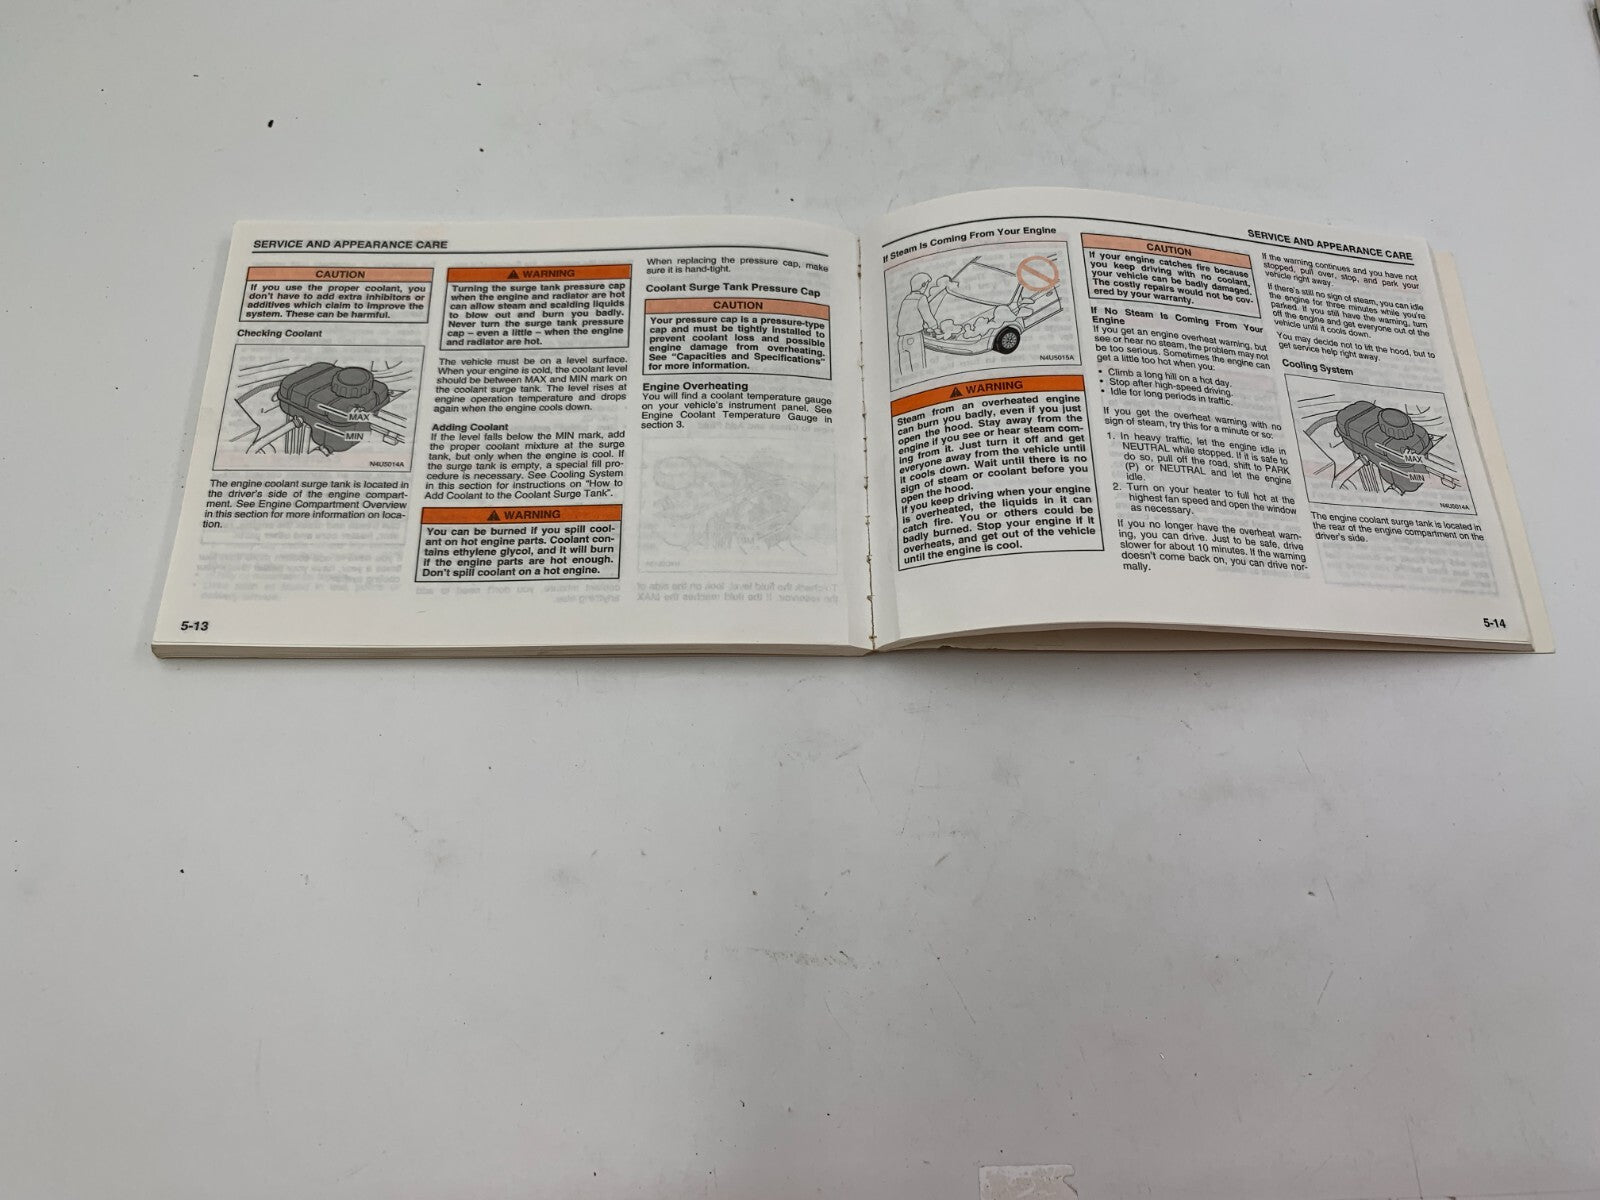 SERVICE AND APPEARANCE CARE
CAUTION
If you use the proper coolant, you
don't have to add extra inhibitors or
additives which claim to improve the
system. These can be harmful.
Checking Coolant
MAX
MIN
N4U5014A
The engine coolant surge tank is located in
the driver's side of the engine compart-
ment. See Engine Compartment Overview
in this section for more information on loca-
tion.
WARNING
Turning the surge tank pressure cap
when the engine and radiator are hot
can allow steam and scalding liquids
to blow out and burn you badly.
Never turn the surge tank pressure
cap – even a little – when the engine
and radiator are hot.
The vehicle must be on a level surface.
When your engine is cold, the coolant level
should be between MAX and MIN mark on
the coolant surge tank. The level rises at
engine operation temperature and drops
again when the engine cools down.
Adding Coolant
If the level falls below the MIN mark, add
the proper coolant mixture at the surge
tank, but only when the engine is cool. If
the surge tank is empty, a special fill pro-
cedure is necessary. See Cooling System
in this section for instructions on "How to
Add Coolant to the Coolant Surge Tank".
WARNING
You can be burned if you spill cool-
ant on hot engine parts. Coolant con-
tains ethylene glycol, and it will burn
if the engine parts are hot enough.
Don't spill coolant on a hot engine.
When replacing the pressure cap, make
sure it is hand-tight.
Coolant Surge Tank Pressure Cap
CAUTION
Your pressure cap is a pressure-type
cap and must be tightly installed to
prevent coolant loss and possible
engine damage from overheating.
See "Capacities and Specifications"
for more information.
Engine Overheating
You will find a coolant temperature gauge
on your vehicle's instrument panel. See
Engine Coolant Temperature Gauge in
section 3.
5-13
SERVICE AND APPEARANCE CARE
If Steam Is Coming From Your Engine
N4U5015A
WARNING
Steam from an overheated engine
can burn you badly, even if you just
open the hood. Stay away from the
engine if you see or hear steam com-
ing from it. Just turn it off and get
everyone away from the vehicle until
it cools down. Wait until there is no
sign of steam or coolant before you
open the hood.
If you keep driving when your engine
is overheated, the liquids in it can
catch fire. You or others could be
badly burned. Stop your engine if it
overheats, and get out of the vehicle
until the engine is cool.
CAUTION
If your engine catches fire because
you keep driving with no coolant,
your vehicle can be badly damaged.
The costly repairs would not be cov-
ered by your warranty.
If No Steam Is Coming From Your
Engine
If you get an engine overheat warning, but
see or hear no steam, the problem may not
be too serious. Sometimes the engine can
get a little too hot when you:
• Climb a long hill on a hot day.
• Stop after high-speed driving.
• Idle for long periods in traffic.
If you get the overheat warning with no
sign of steam, try this for a minute or so:
1. In heavy traffic, let the engine idle in
NEUTRAL while stopped. If it is safe to
do so, pull off the road, shift to PARK
(P) or NEUTRAL and let the engine
idle.
2. Turn on your heater to full hot at the
highest fan speed and open the window
as necessary.
If you no longer have the overheat warn-
ing, you can drive. Just to be safe, drive
slower for about 10 minutes. If the warning
doesn't come back on, you can drive nor-
mally.
If the warning continues and you have not
stopped, pull over, stop, and park your
vehicle right away.
If there's still no sign of steam, you can idle
the engine for three minutes while you're
parked. If you still have the warning, turn
off the engine and get everyone out of the
vehicle until it cools down.
You may decide not to lift the hood, but to
get service help right away.
Cooling System
MAX
MIN
N4U5014A
The engine coolant surge tank is located in
the rear of the engine compartment on the
driver's side.
5-14